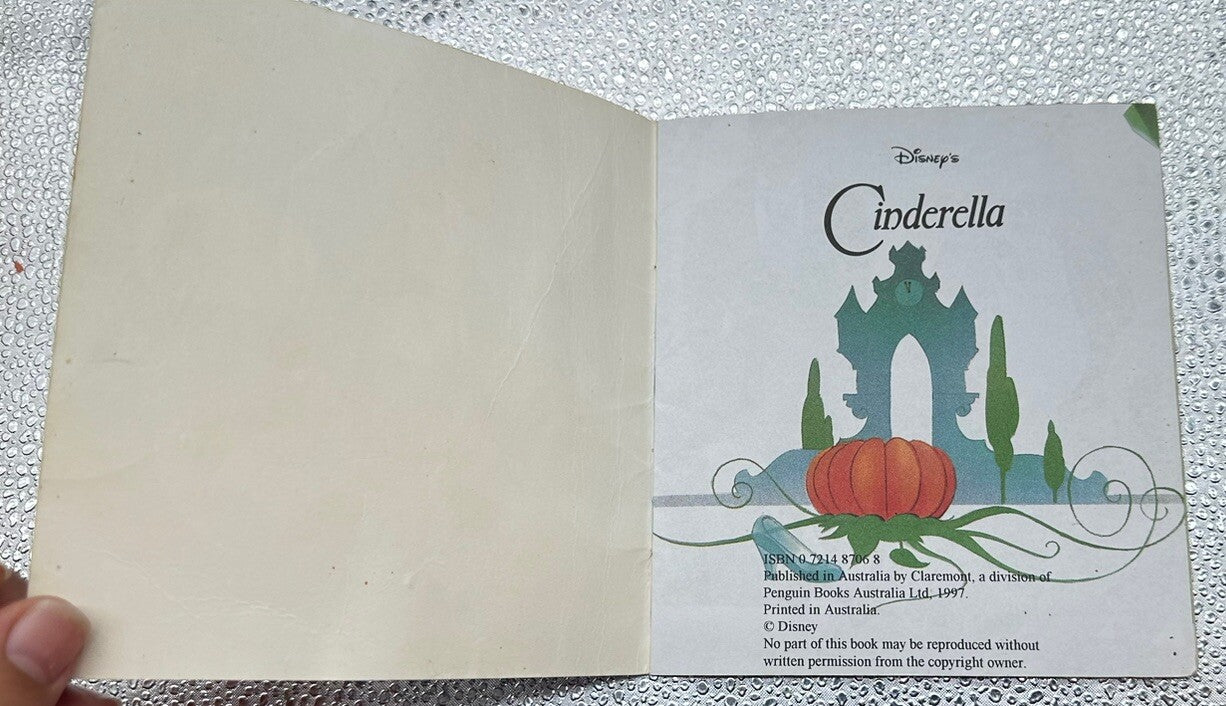 Disney's
Cinderella
ISBN 0 7214 8706 8
Published in Australia by Claremont, a division of
Penguin Books Australia Ltd, 1997.
Printed in Australia.
© Disney
No part of this book may be reproduced without
written permission from the copyright owner.